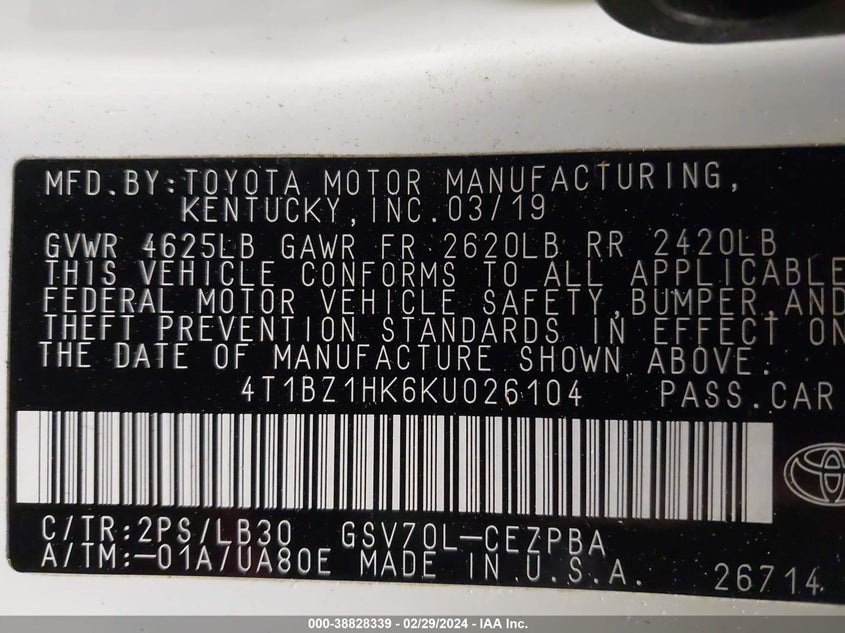 MFD.BY:TOYOTA MOTOR MANUFACTURING,
KENTUCKY,INC.03/19
GVWR 4625LB GAWR FR 2620LB RR 2420LB
THIS VEHICLE CONFORMS TO ALL APPLICABLE
FEDERAL MOTOR VEHICLE SAFETY,BUMPER,AND
THEFT PREVENTION STANDARDS IN EFFECT ON
THE DATE OF MANUFACTURE SHOWN ABOVE.
4T1BZ1HK6KU026104 PASS.CAR
C/TR:2PS/LB30 GSV70L-CEZPBA
A/TM:-01A/UA80E MADE IN U.S.A. 26714
000-38828339 - 02/29/2024 - IAA Inc.